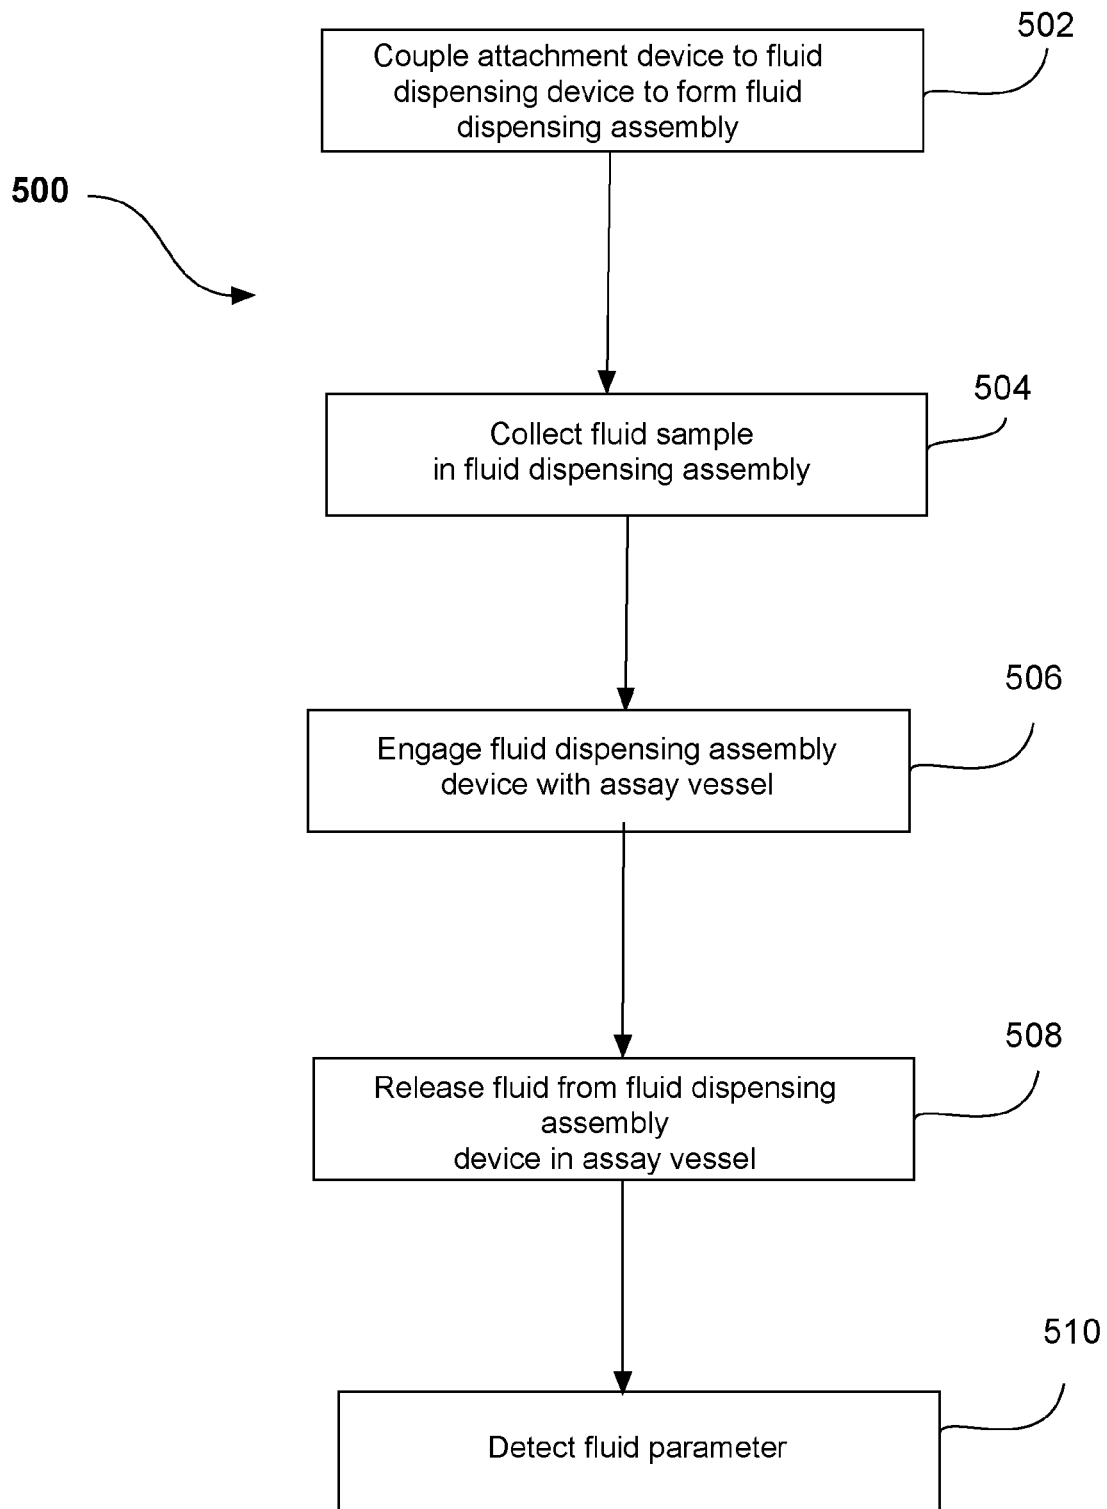 502
Couple attachment device to fluid
dispensing device to form fluid
dispensing assembly
500
504
Collect fluid sample
in fluid dispensing assembly
506
Engage fluid dispensing assembly
device with assay vessel
508
Release fluid from fluid dispensing
assembly
device in assay vessel
510
Detect fluid parameter